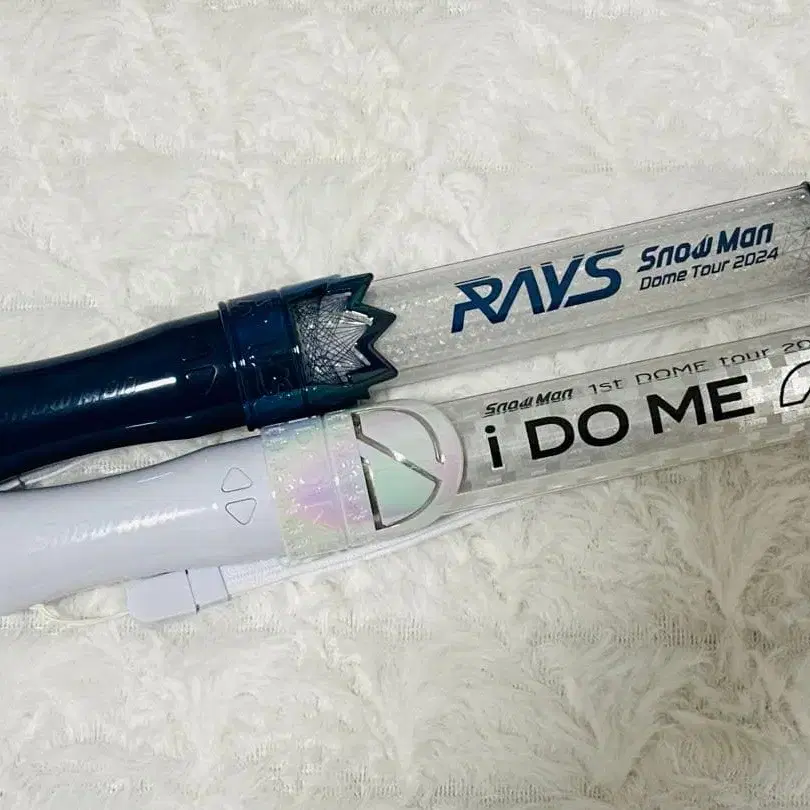 RAYS
Snow Man
Dome Tour 2024
Snow Man 1st DOME tour 20
i DO ME
Snow Man
Snow Man